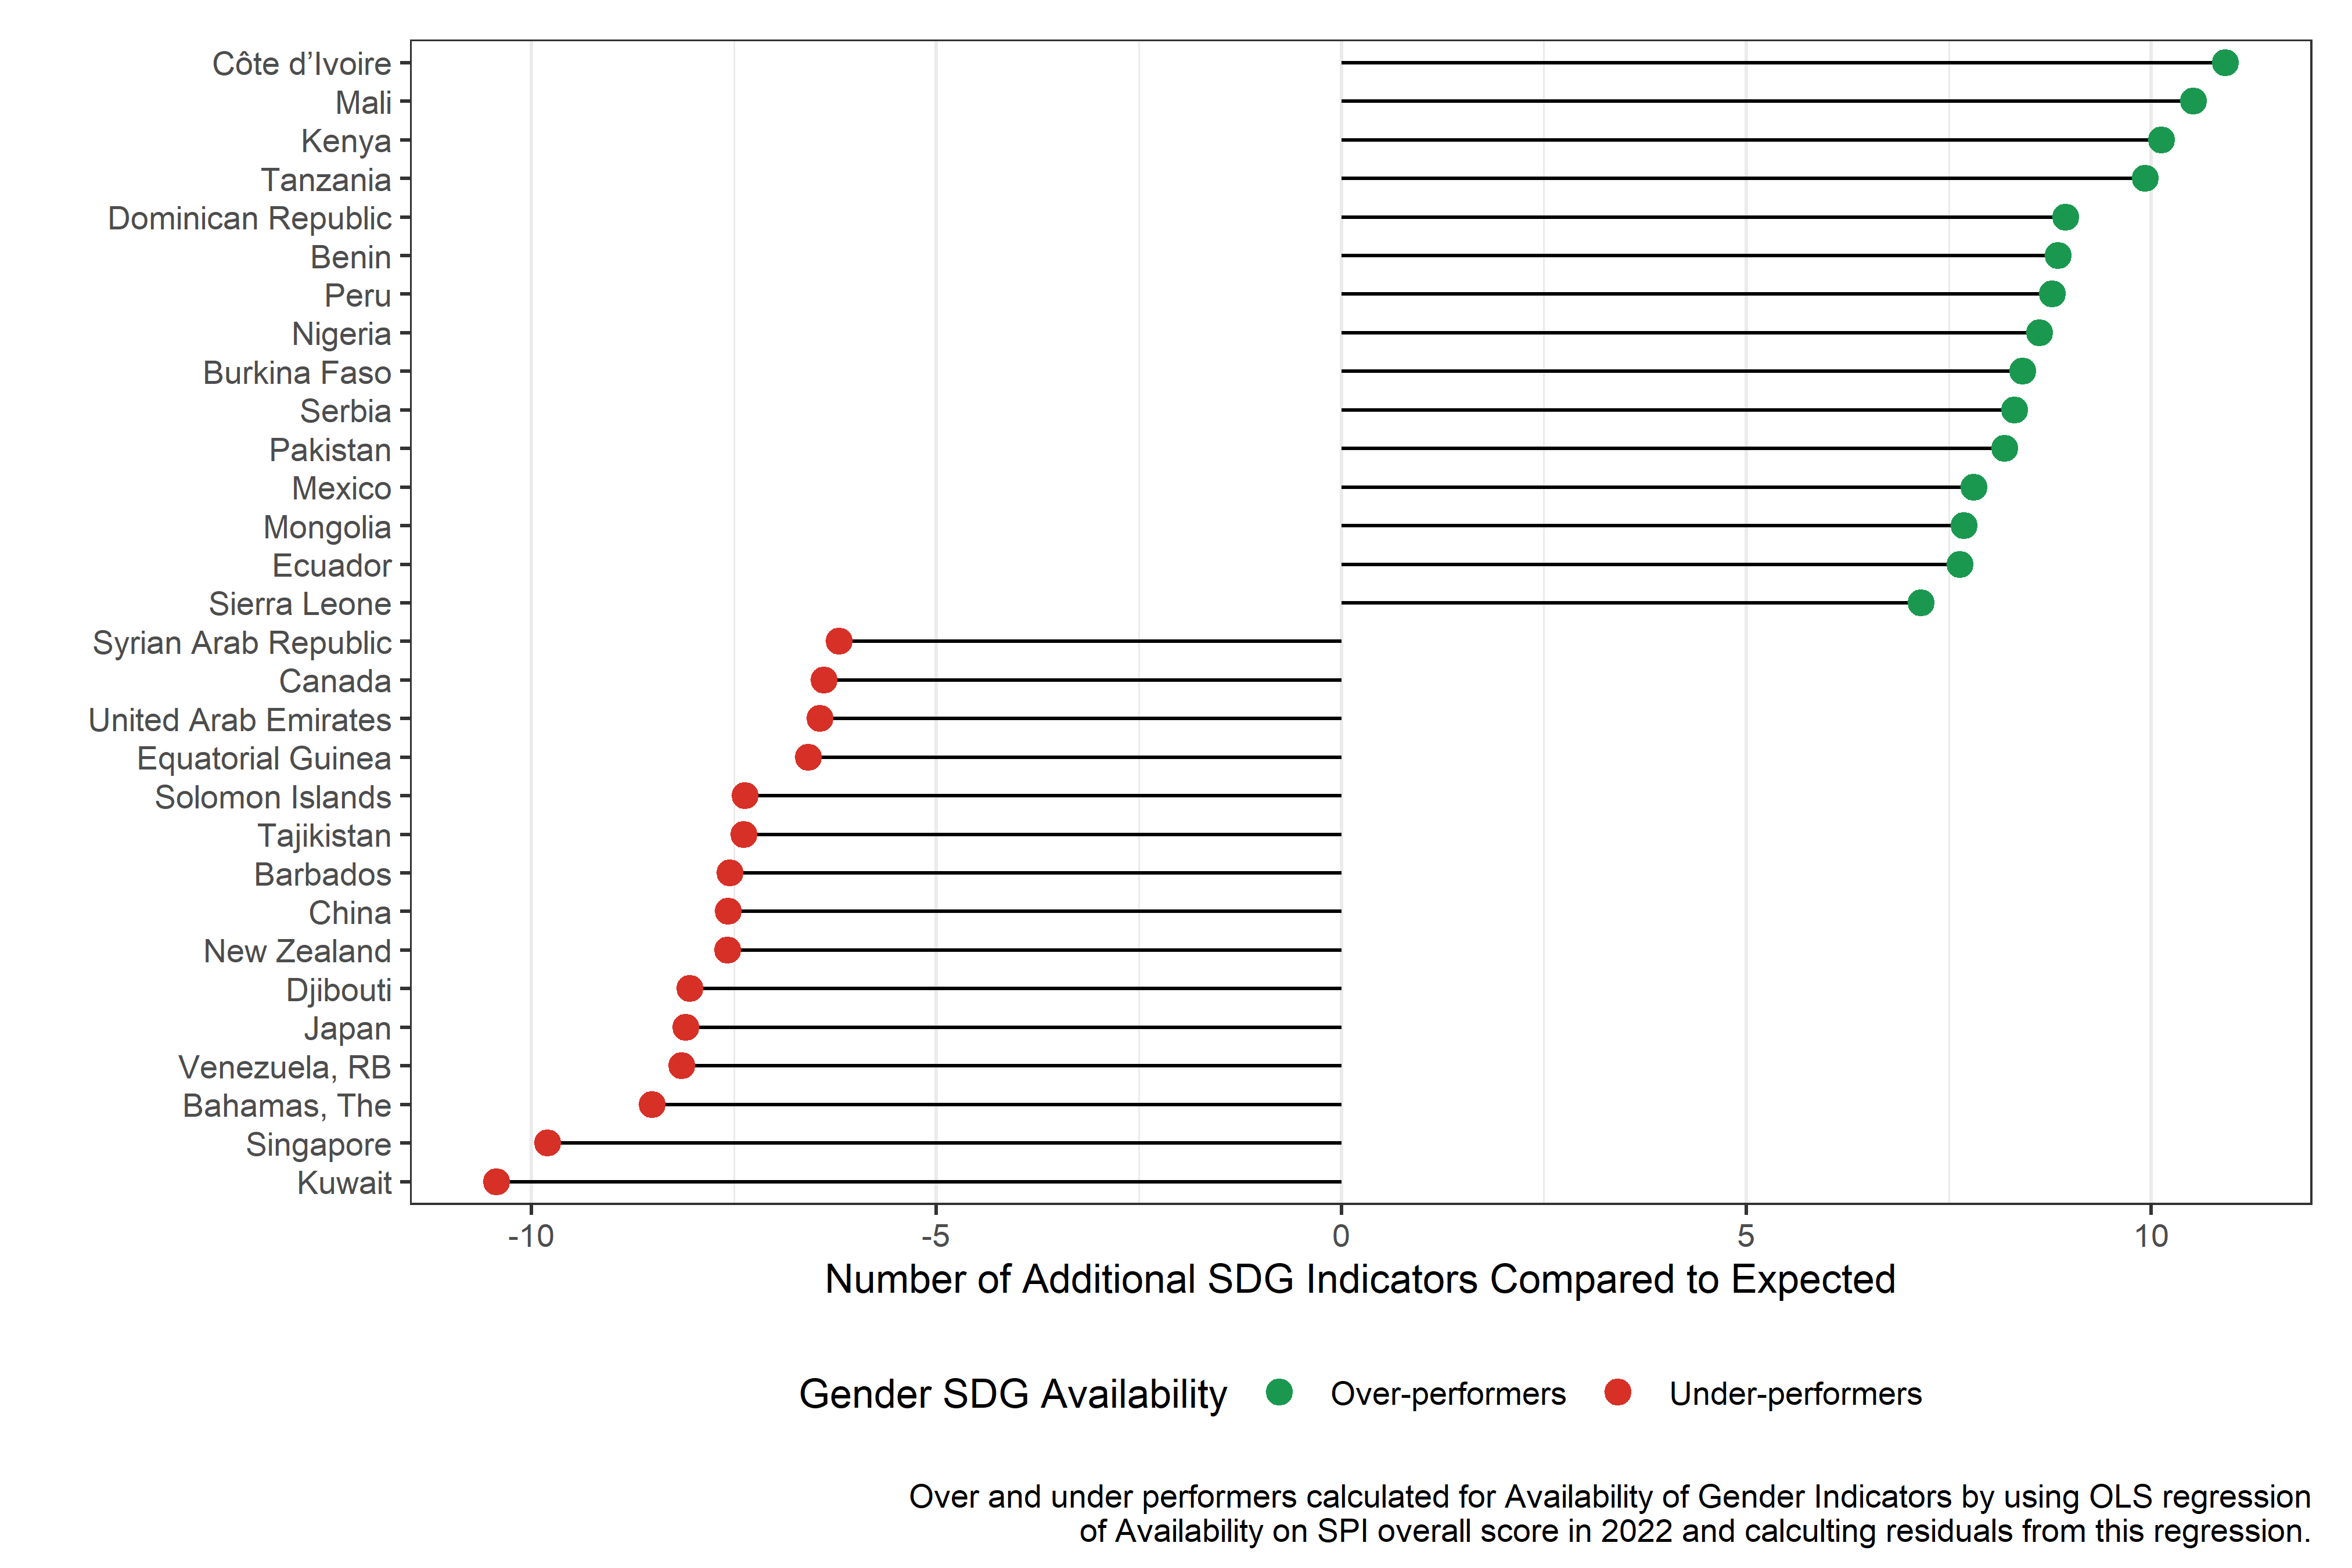 Côte d’Ivoire
Mali
Kenya
Tanzania
Dominican Republic
Benin
Peru
Nigeria
Burkina Faso
Serbia
Pakistan
Mexico
Mongolia
Ecuador
Sierra Leone
Syrian Arab Republic
Canada
United Arab Emirates
Equatorial Guinea
Solomon Islands
Tajikistan
Barbados
China
New Zealand
Djibouti
Japan
Venezuela, RB
Bahamas, The
Singapore
Kuwait
-10 -5 0 5 10
Number of Additional SDG Indicators Compared to Expected
Gender SDG Availability Over-performers Under-performers
Over and under performers calculated for Availability of Gender Indicators by using OLS regression
of Availability on SPI overall score in 2022 and calculting residuals from this regression.